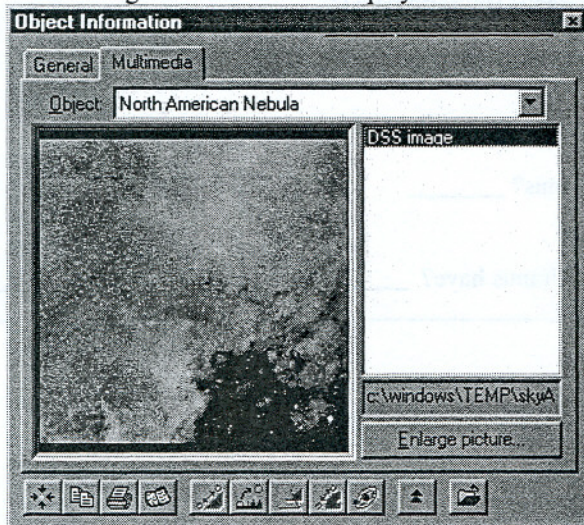 Object Information
General Multimedia
Object: North American Nebula
DSS image
c:\windows\TEMP\skyA
Enlarge picture...